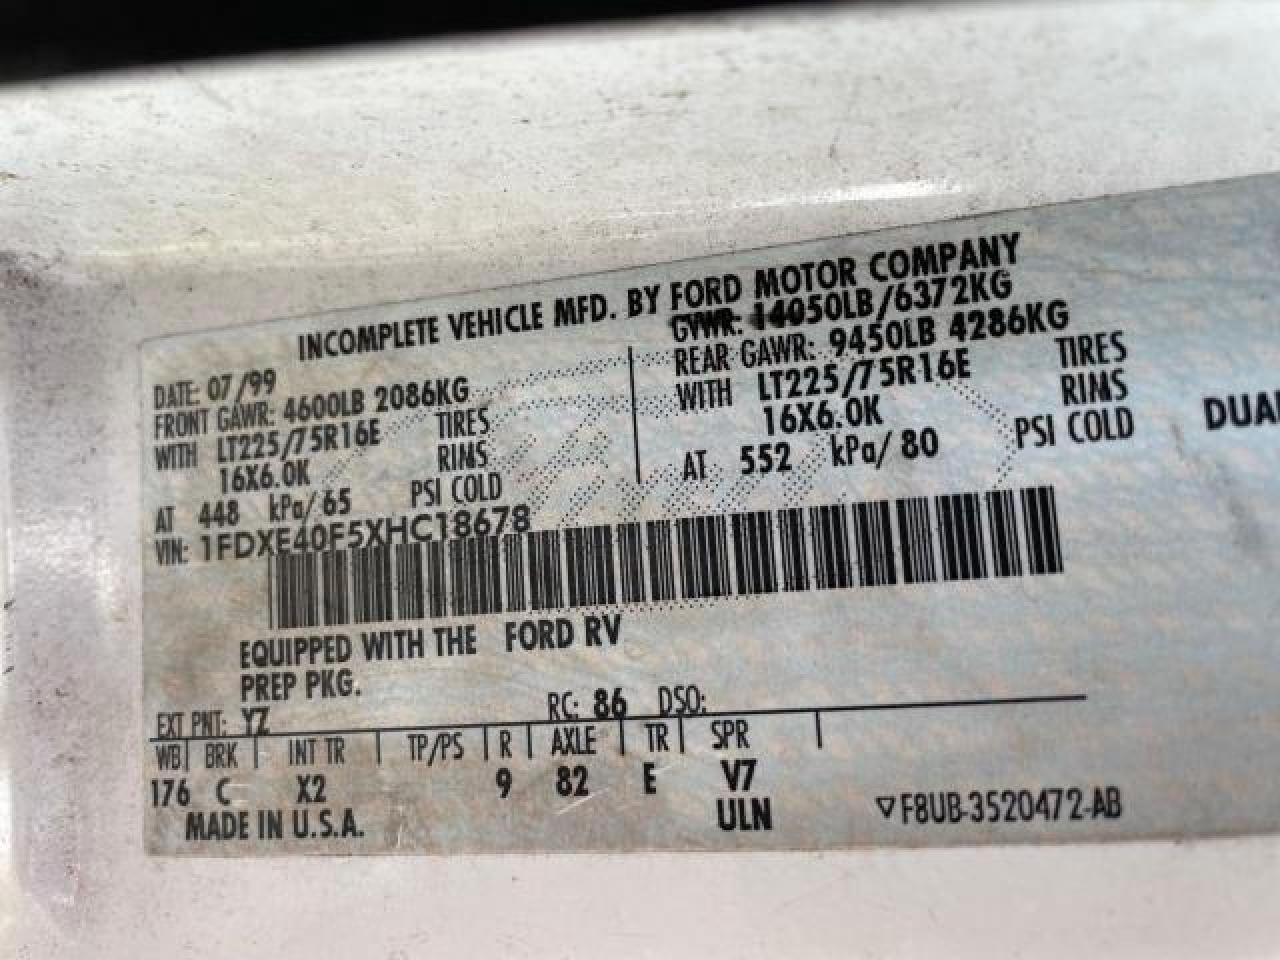 INCOMPLETE VEHICLE MFD. BY FORD MOTOR COMPANY
DATE: 07/99
GVWR: 14050LB/6372KG
FRONT GAWR: 4600LB 2086KG
REAR GAWR: 9450LB 4286KG
WITH LT225/75R16E TIRES
WITH LT225/75R16E TIRES
16X6.0K RIMS
16X6.0K RIMS
AT 448 kPa/65 PSI COLD
AT 552 kPa/80 PSI COLD
VIN: 1FDXE40F5XHC18678
EQUIPPED WITH THE FORD RV
PREP PKG.
EXT PNT: YZ RC: 86 DSO:
WB| BRK | INT TR | TP/PS | R | AXLE | TR | SPR |
176 C X2 9 82 E V7
MADE IN U.S.A. ULN ▽F8UB-3520472-AB